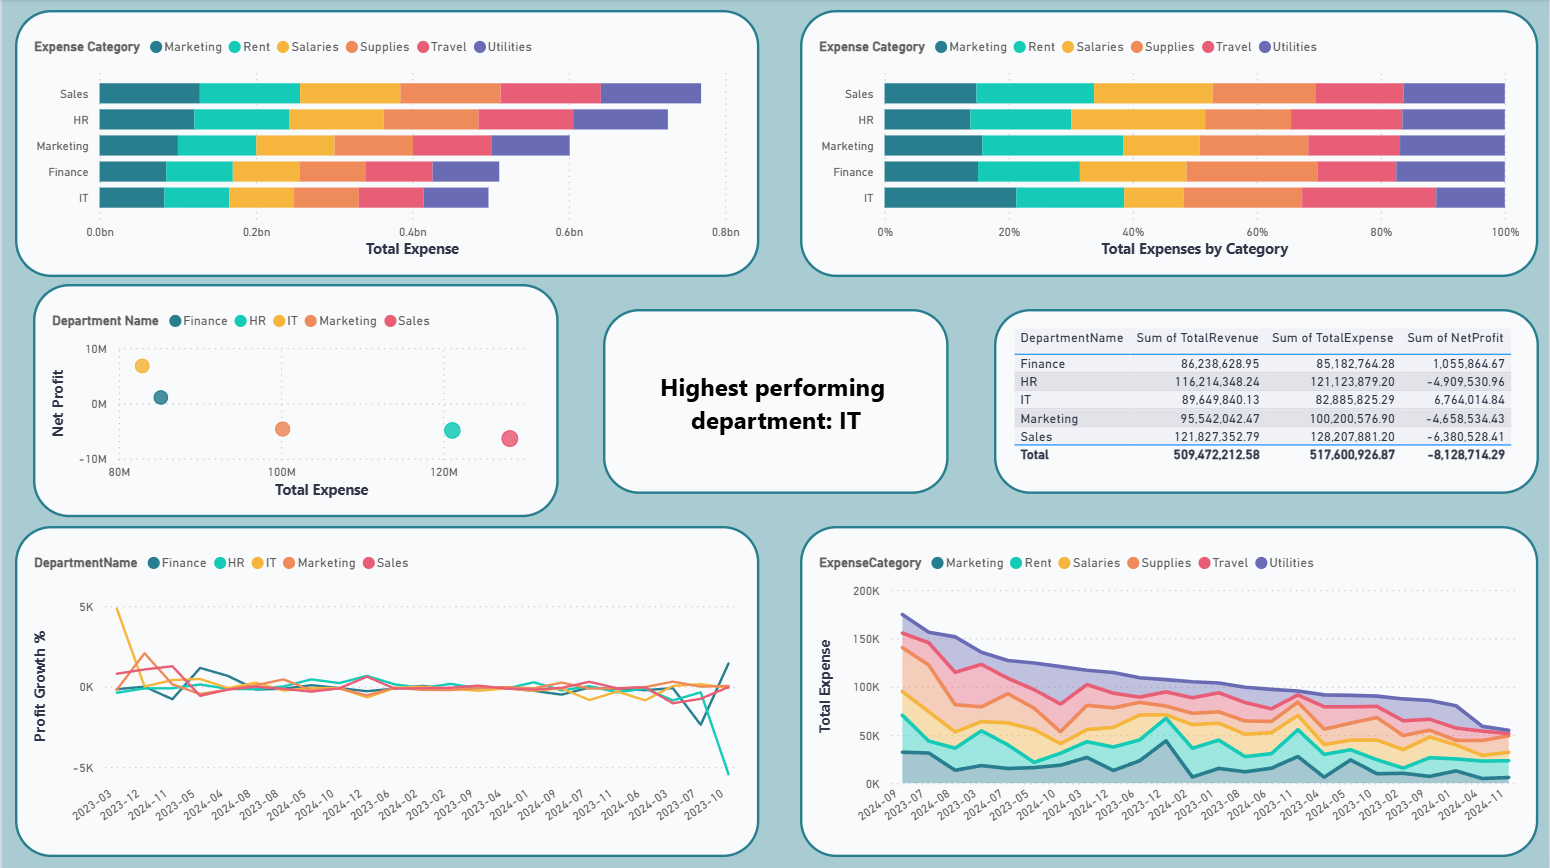 Expense Category Marketing Rent Salaries Supplies Travel Utilities
Sales
HR
Marketing
Finance
IT
0.0bn 0.2bn 0.4bn 0.6bn 0.8bn
Total Expense
Expense Category Marketing Rent Salaries Supplies Travel Utilities
Sales
HR
Marketing
Finance
IT
0% 20% 40% 60% 80% 100%
Total Expenses by Category
Department Name Finance HR IT Marketing Sales
Net Profit
10M
0M
-10M
80M 100M 120M
Total Expense
Highest performing
department: IT
DepartmentName Sum of TotalRevenue Sum of TotalExpense Sum of NetProfit
Finance 86,238,628.95 85,182,764.28 1,055,864.67
HR 116,214,348.24 121,123,879.20 -4,909,530.96
IT 89,649,840.13 82,885,825.29 6,764,014.84
Marketing 95,542,042.47 100,200,576.90 -4,658,534.43
Sales 121,827,352.79 128,207,881.20 -6,380,528.41
Total 509,472,212.58 517,600,926.87 -8,128,714.29
DepartmentName Finance HR IT Marketing Sales
Profit Growth %
5K
0K
-5K
2023-03 2023-12 2024-11 2023-05 2024-04 2024-08 2023-08 2024-05 2024-10 2024-12 2023-06 2024-02 2023-02 2024-09 2023-04 2024-01 2024-09 2024-07 2023-11 2024-06 2024-03 2023-07 2023-10
ExpenseCategory Marketing Rent Salaries Supplies Travel Utilities
Total Expense
200K
150K
100K
50K
0K
2024-09 2023-07 2024-08 2023-03 2024-07 2023-05 2024-10 2024-03 2024-12 2023-06 2023-12 2024-02 2023-01 2023-08 2024-06 2023-11 2023-04 2024-05 2023-10 2023-02 2023-09 2024-01 2024-04 2024-11